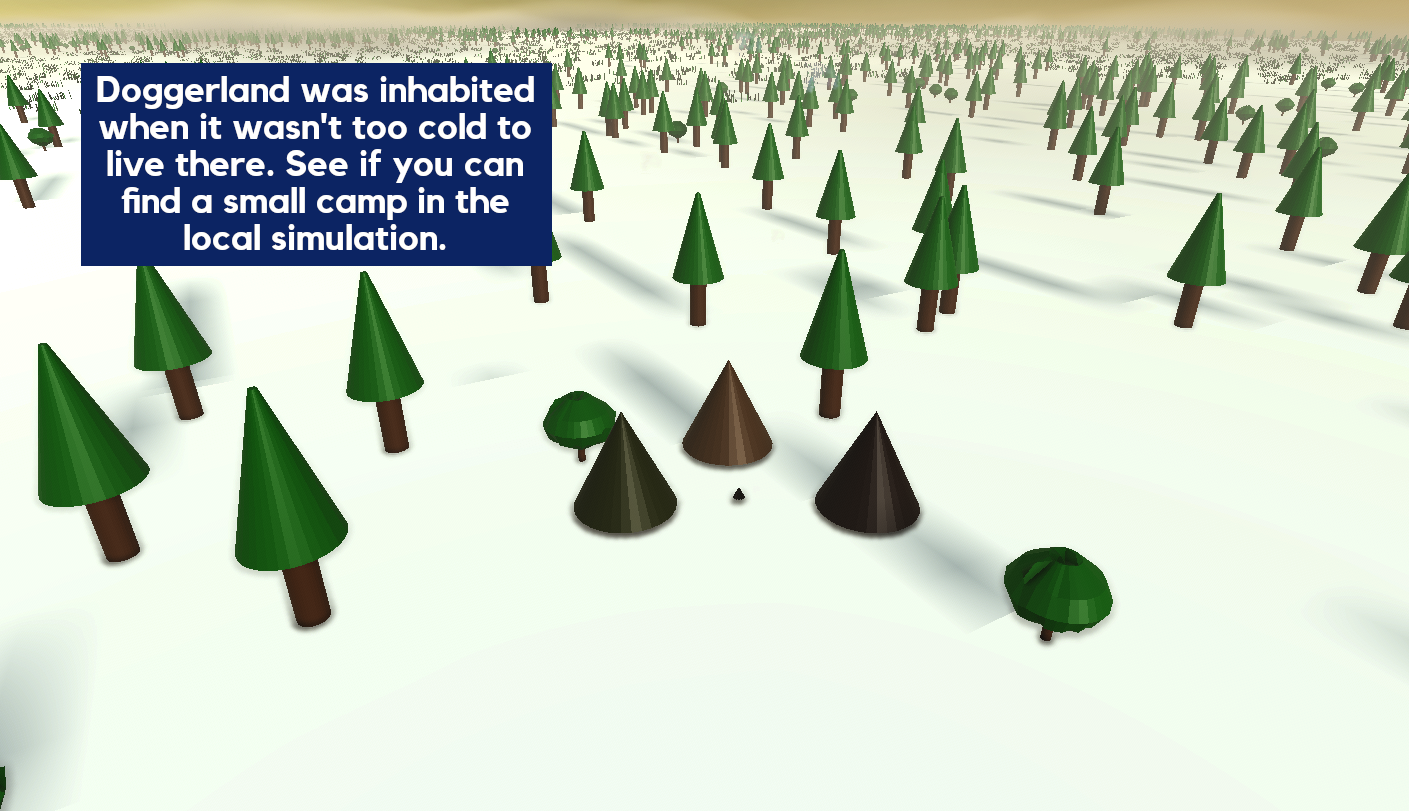 Doggerland was inhabited
when it wasn't too cold to
live there. See if you can
find a small camp in the
local simulation.